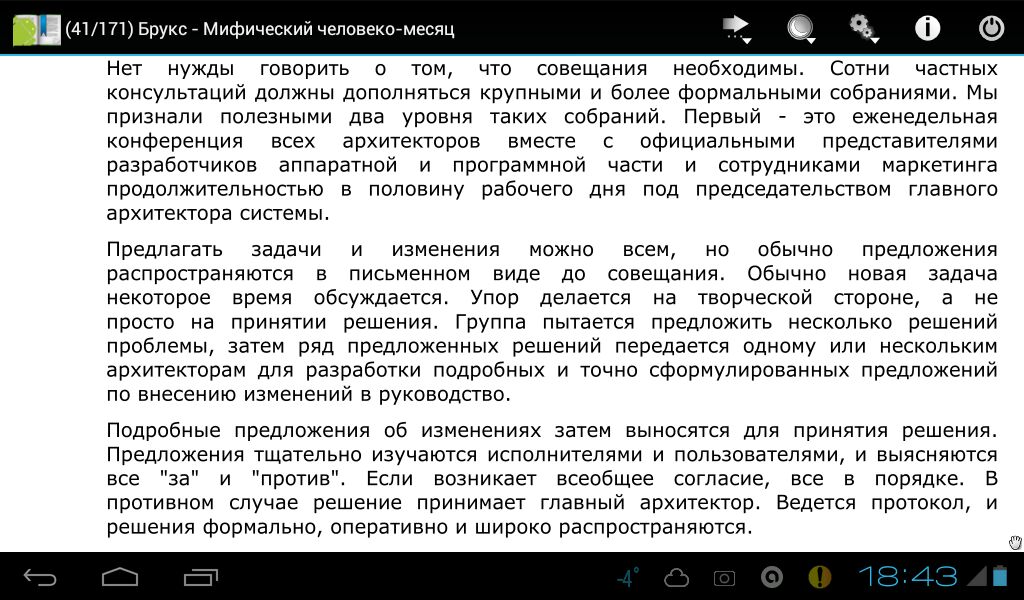 (41/171) Брукс - Мифический человеко-месяц
Нет нужды говорить о том, что совещания необходимы. Сотни частных
консультаций должны дополняться крупными и более формальными собраниями. Мы
признали полезными два уровня таких собраний. Первый - это еженедельная
конференция всех архитекторов вместе с официальными представителями
разработчиков аппаратной и программной части и сотрудниками маркетинга
продолжительностью в половину рабочего дня под председательством главного
архитектора системы.
Предлагать задачи и изменения можно всем, но обычно предложения
распространяются в письменном виде до совещания. Обычно новая задача
некоторое время обсуждается. Упор делается на творческой стороне, а не
просто на принятии решения. Группа пытается предложить несколько решений
проблемы, затем ряд предложенных решений передается одному или нескольким
архитекторам для разработки подробных и точно сформулированных предложений
по внесению изменений в руководство.
Подробные предложения об изменениях затем выносятся для принятия решения.
Предложения тщательно изучаются исполнителями и пользователями, и выясняются
все "за" и "против". Если возникает всеобщее согласие, все в порядке. В
противном случае решение принимает главный архитектор. Ведется протокол, и
решения формально, оперативно и широко распространяются.
-4° 18:43